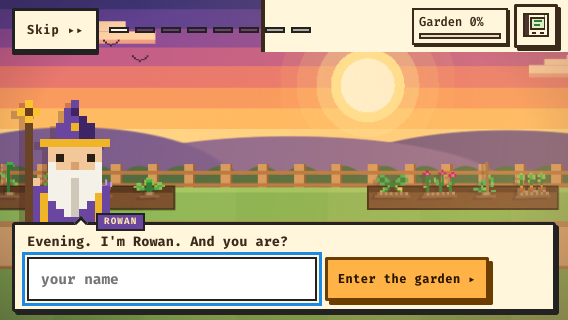 Skip ▸▸
Garden 0%
ROWAN
Evening. I'm Rowan. And you are?
your name
Enter the garden ▸